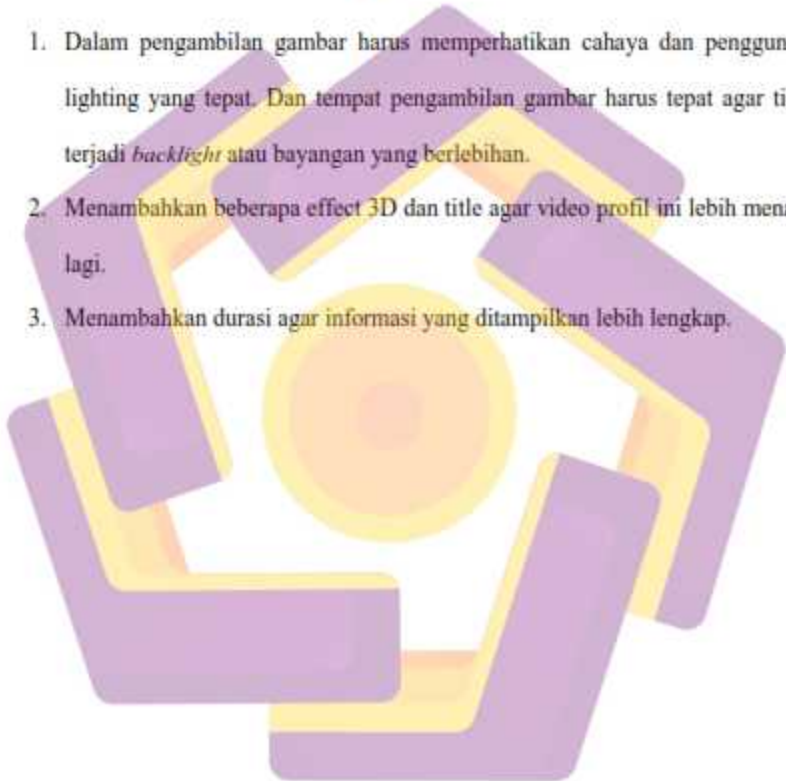 1. Dalam pengambilan gambar harus memperhatikan cahaya dan penggun
lighting yang tepat. Dan tempat pengambilan gambar harus tepat agar ti
terjadi backlight atau bayangan yang berlebihan.
2. Menambahkan beberapa effect 3D dan title agar video profil ini lebih mena
lagi.
3. Menambahkan durasi agar informasi yang ditampilkan lebih lengkap.